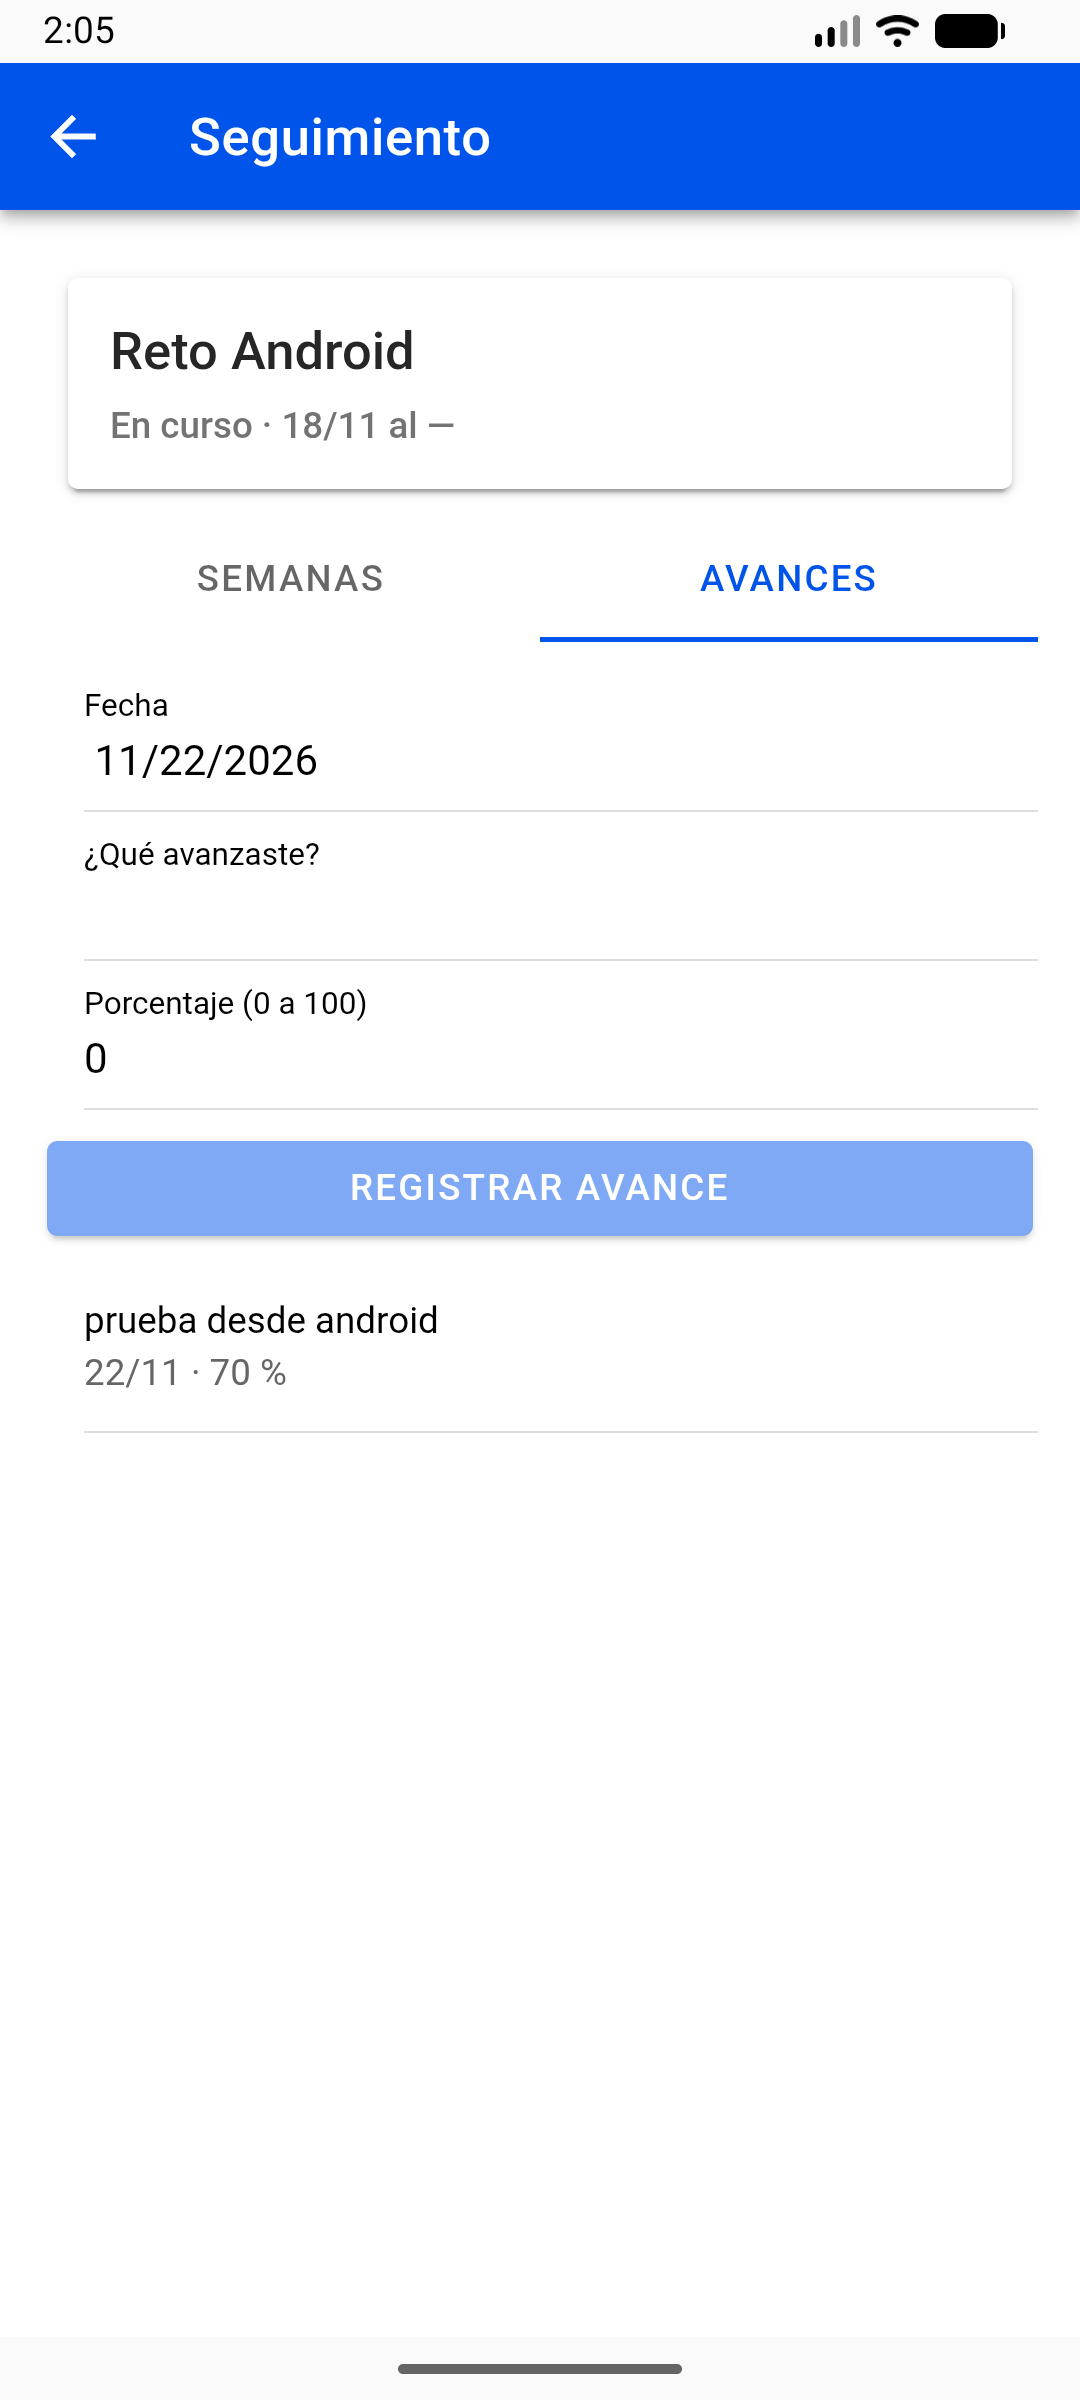 2:05
Seguimiento
Reto Android
En curso · 18/11 al —
SEMANAS
AVANCES
Fecha
11/22/2026
¿Qué avanzaste?
Porcentaje (0 a 100)
0
REGISTRAR AVANCE
prueba desde android
22/11 · 70 %